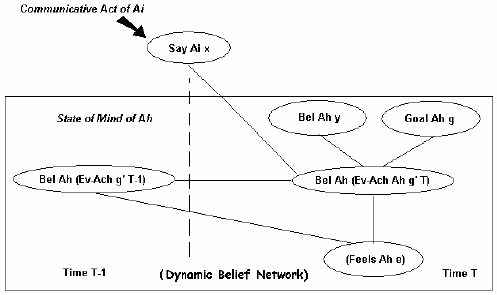 Communicative Act of Ai
Say Ai x
State of Mind of Ah
Bel Ah y
Goal Ah g
Bel Ah (Ev-Ach g' T-1)
Bel Ah (Ev-Ach Ah g' T)
(Feels Ah e)
Time T-1
(Dynamic Belief Network)
Time T